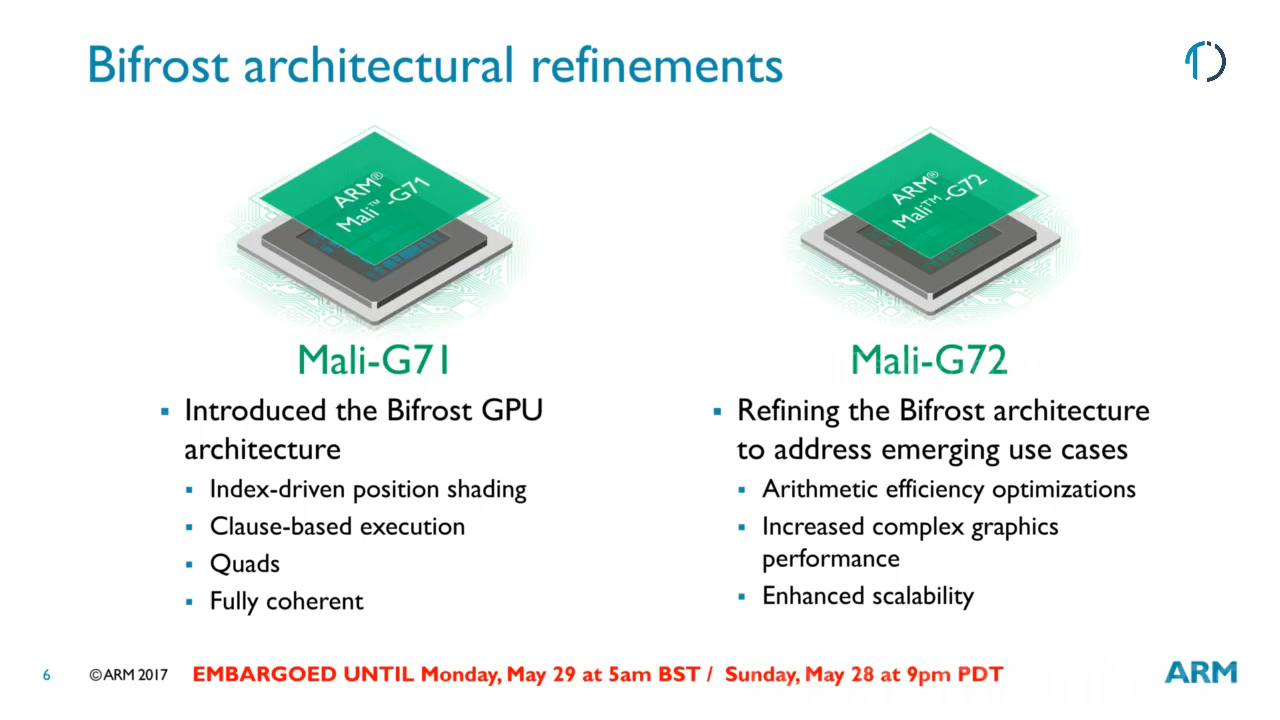 Bifrost architectural refinements
ARM®
Mali™-G71
ARM®
Mali™-G72
Mali-G71
▪ Introduced the Bifrost GPU
architecture
▪ Index-driven position shading
▪ Clause-based execution
▪ Quads
▪ Fully coherent
Mali-G72
▪ Refining the Bifrost architecture
to address emerging use cases
▪ Arithmetic efficiency optimizations
▪ Increased complex graphics
performance
▪ Enhanced scalability
6 ©ARM 2017 EMBARGOED UNTIL Monday, May 29 at 5am BST / Sunday, May 28 at 9pm PDT ARM